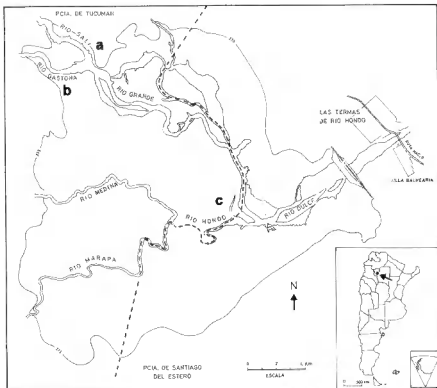 PCIA. DE TUCUMAN
RIO-SALI
a
RIO GASTONA
b
RIO GRANDE
LAS TERMAS
DE RIO HONDO
VILLA BALNEARIA
RIO MEDINA
c
RIO HONDO
RIO DULCE
RIO MARAPA
N
ESCALA
PCIA. DE SANTIAGO
DEL ESTERO